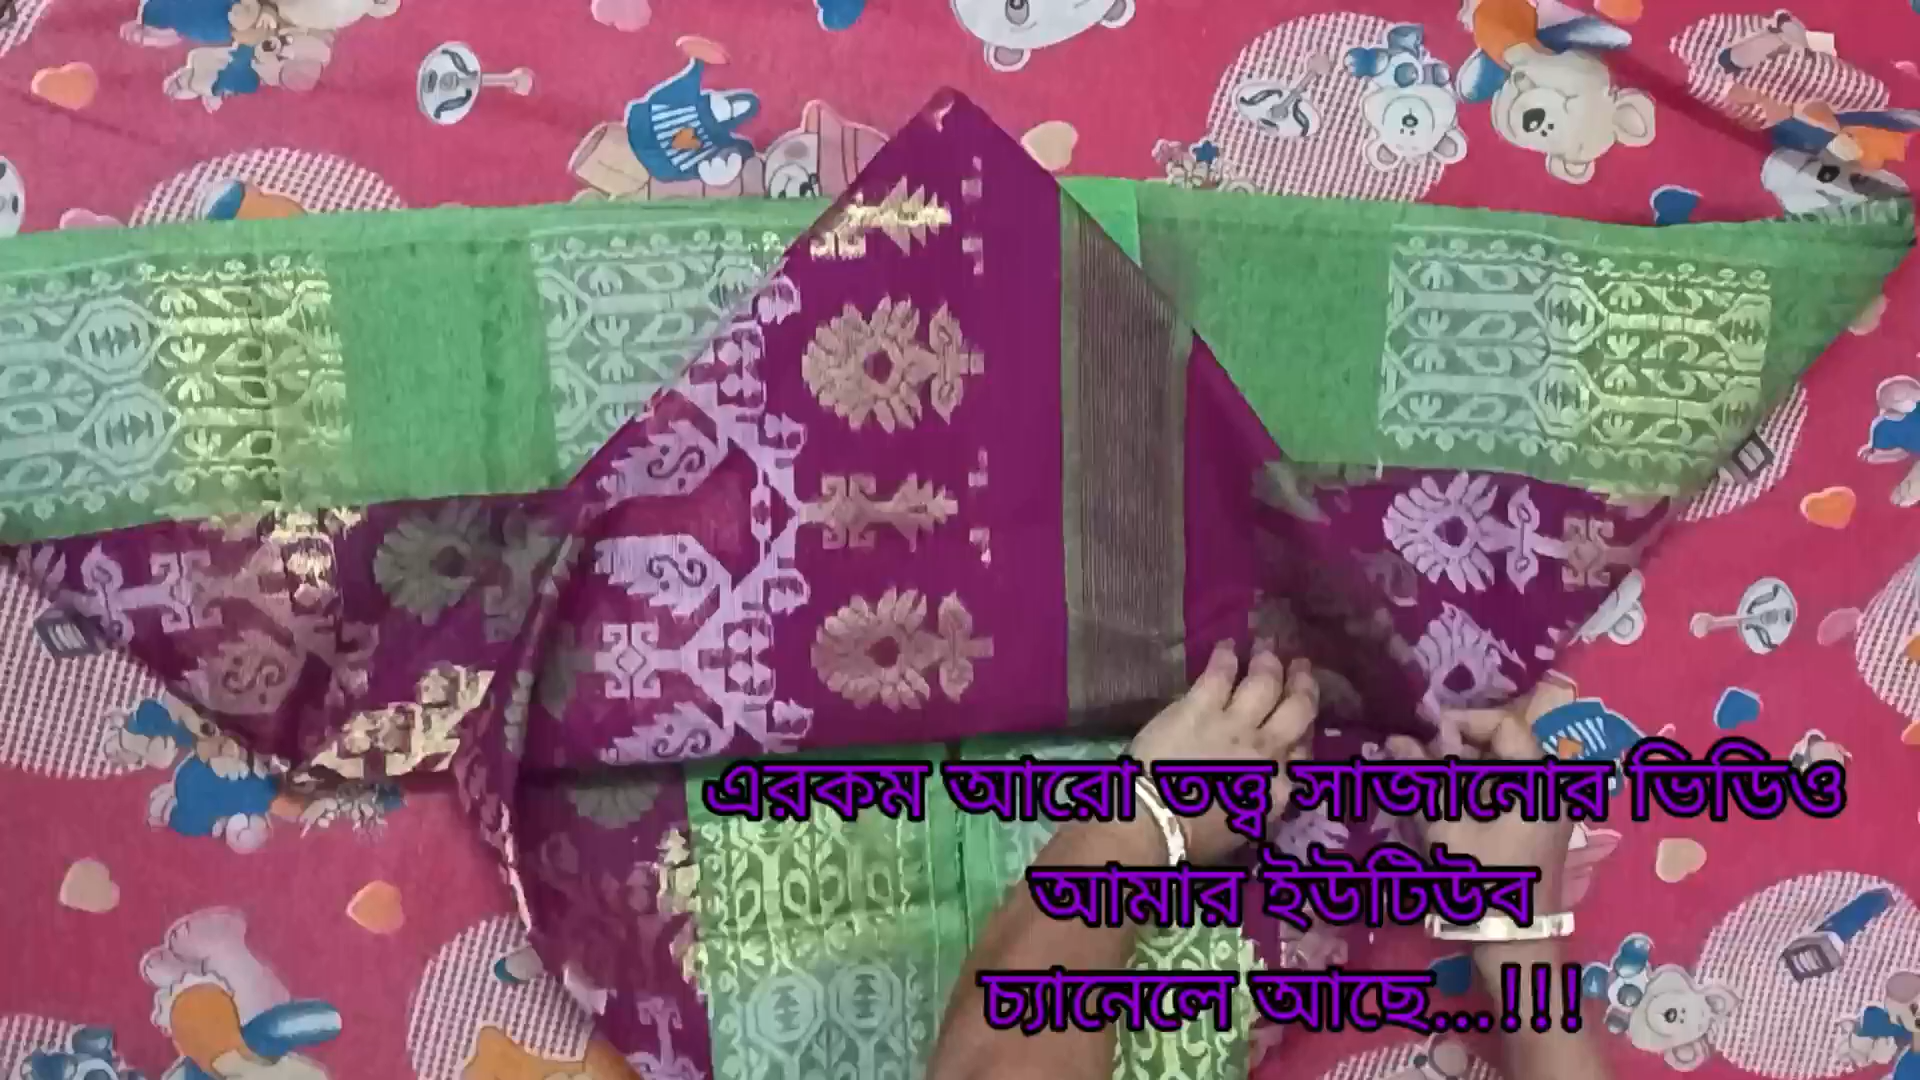 এরকম আরো তত্ত্ব সাজানোর ভিডিও
আমার ইউটিউব
চ্যানেলে আছে...!!!